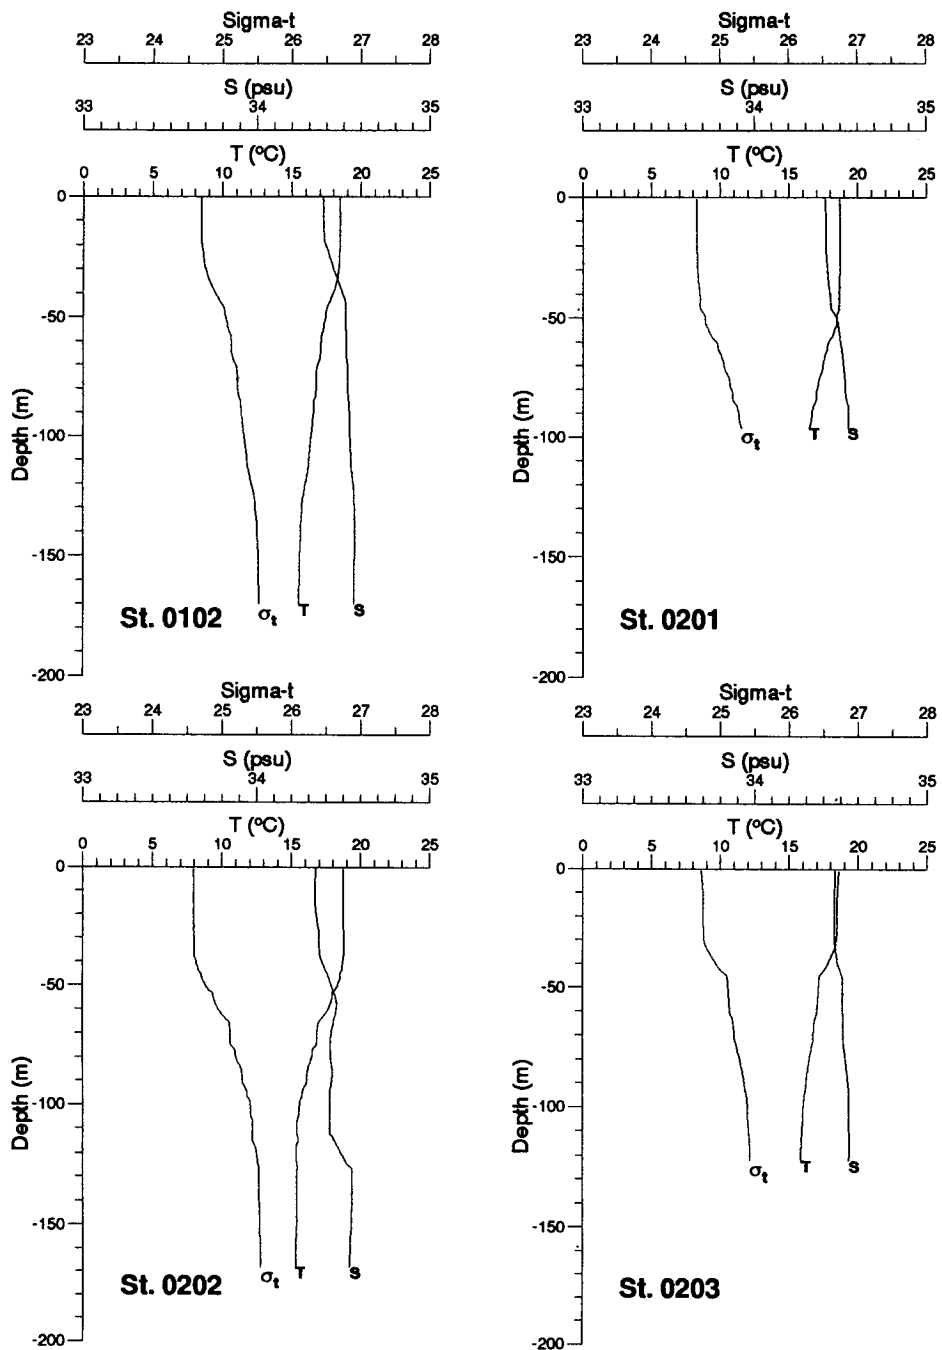 Sigma-t
23 24 25 26 27 28
S (psu)
33 34 35
T (ºC)
0 5 10 15 20 25
0
-50
-100
-150
-200
Depth (m)
σt T S
St. 0102
Sigma-t
23 24 25 26 27 28
S (psu)
33 34 35
T (ºC)
0 5 10 15 20 25
0
-50
-100
-150
-200
Depth (m)
σt T S
St. 0201
Sigma-t
23 24 25 26 27 28
S (psu)
33 34 35
T (ºC)
0 5 10 15 20 25
0
-50
-100
-150
-200
Depth (m)
σt T S
St. 0202
Sigma-t
23 24 25 26 27 28
S (psu)
33 34 35
T (ºC)
0 5 10 15 20 25
0
-50
-100
-150
-200
Depth (m)
σt T S
St. 0203